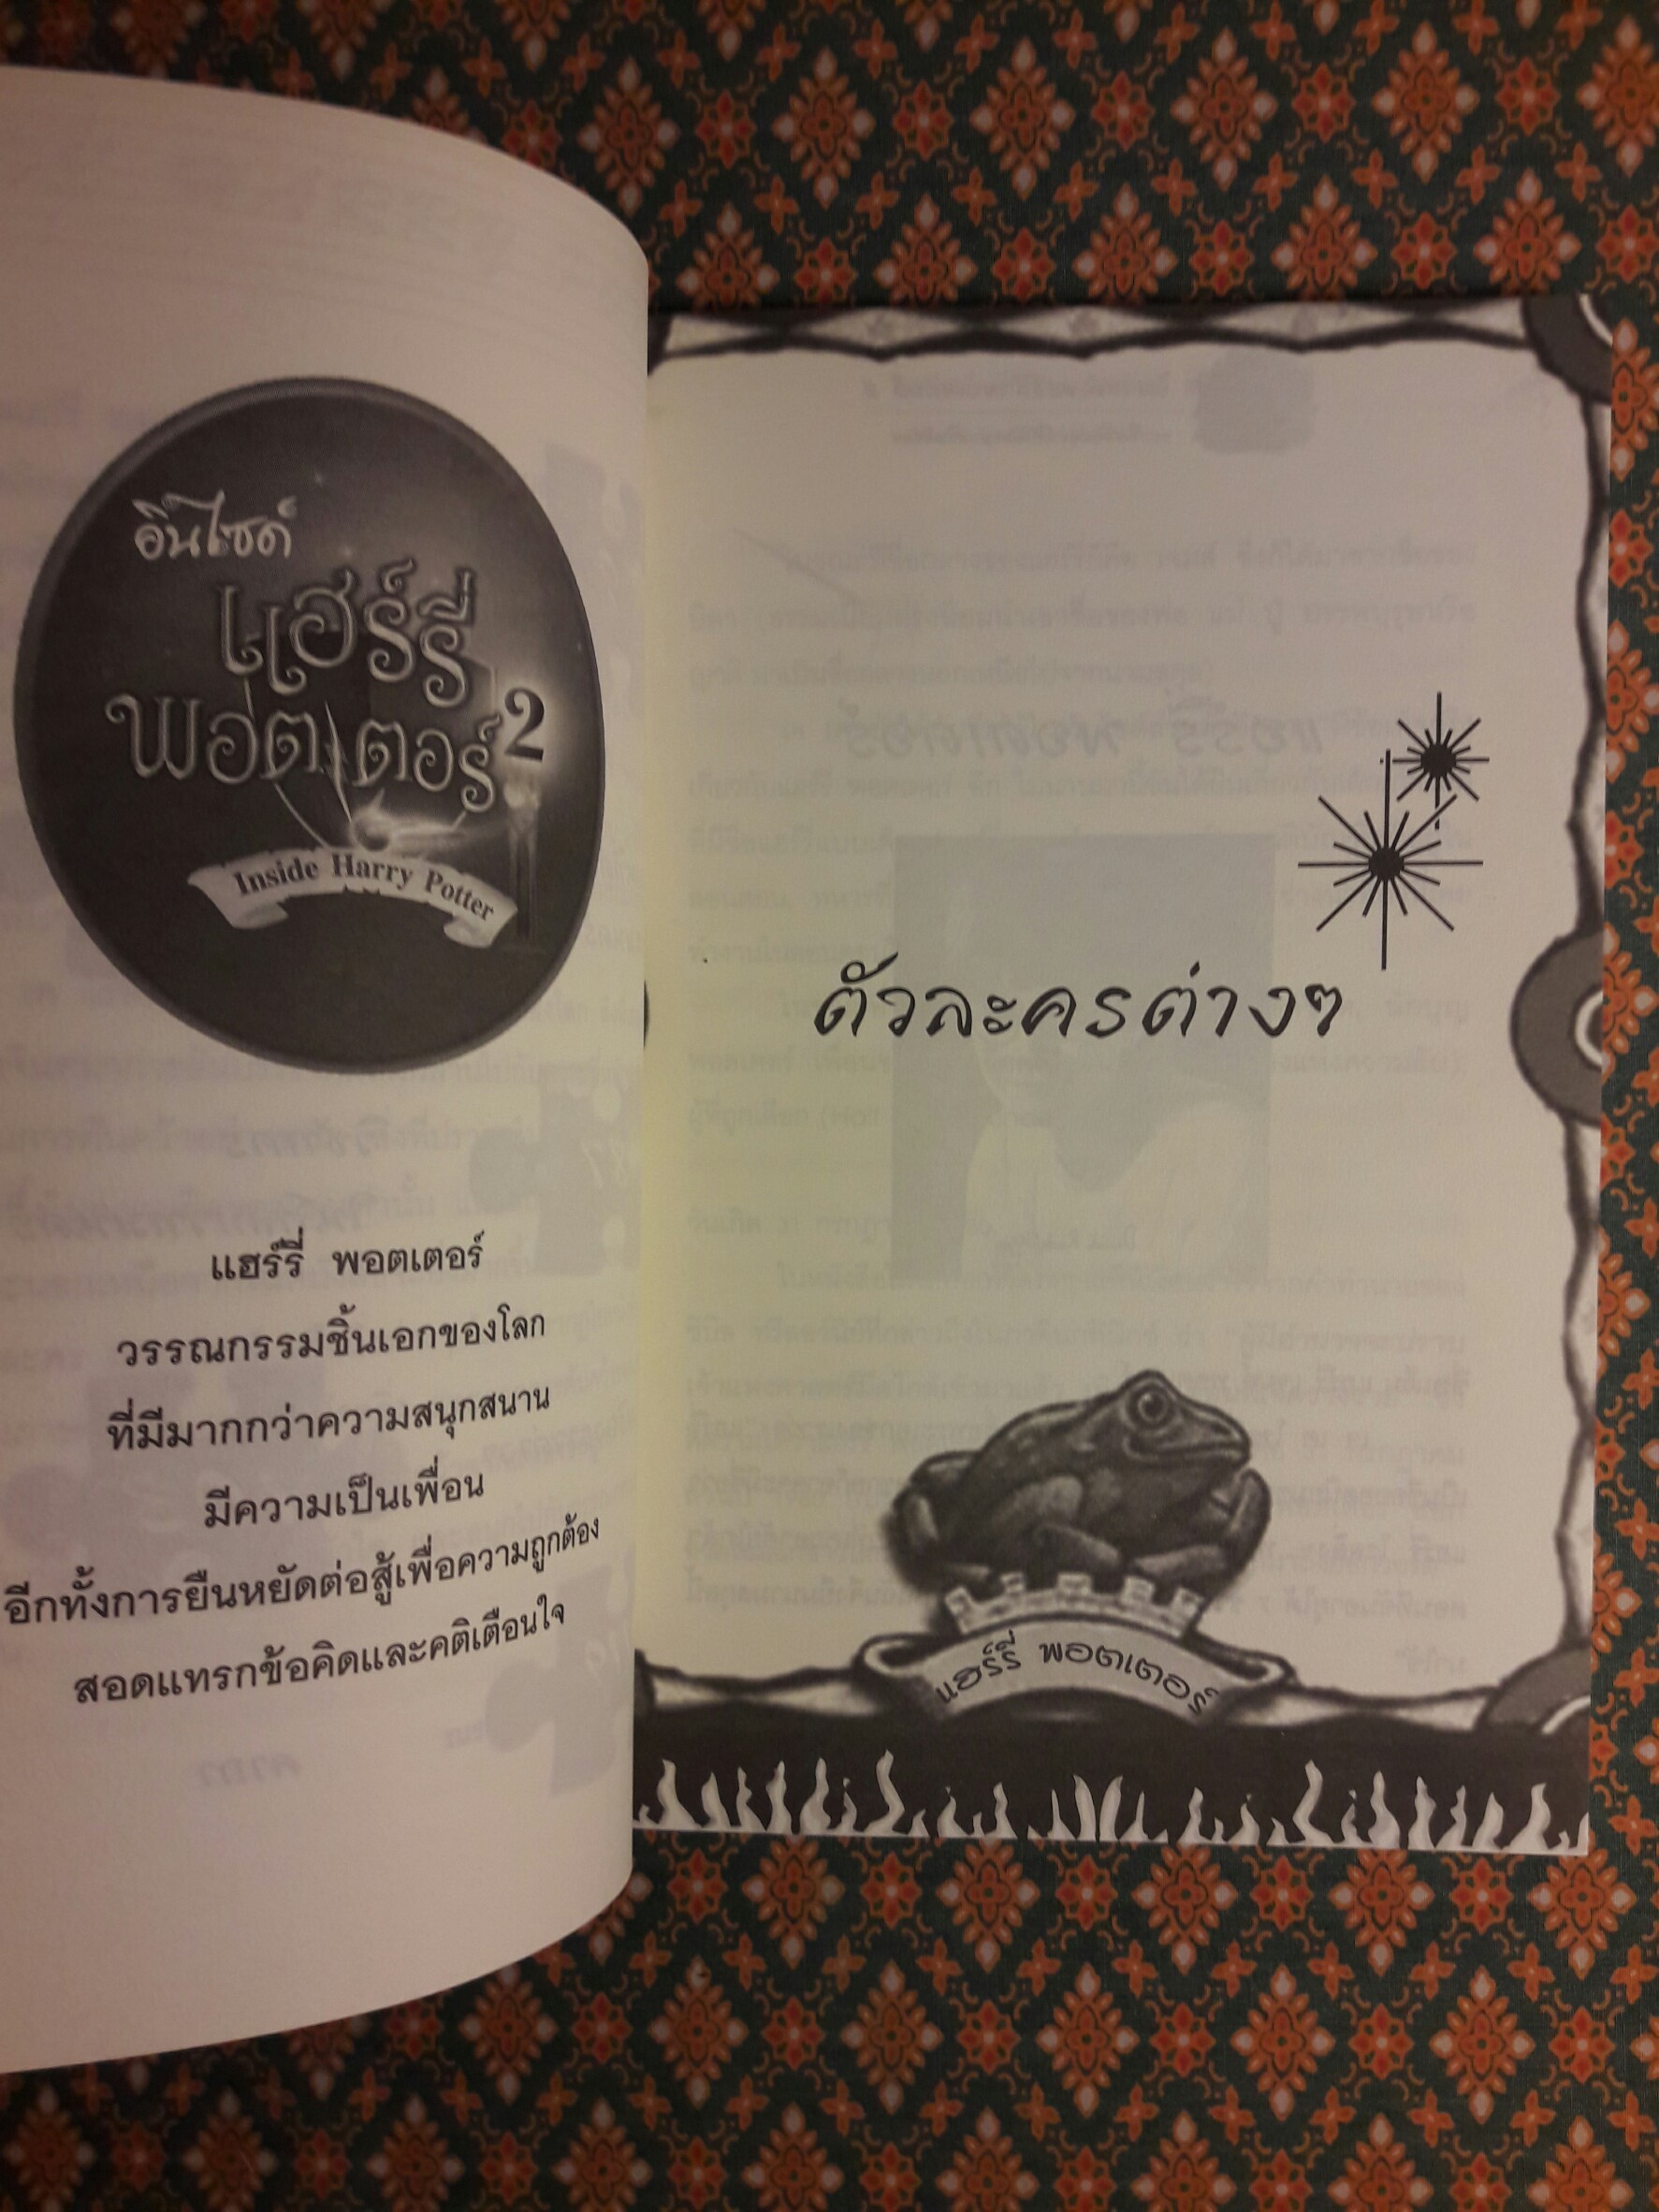 อินไซด์
แฮร์รี่
พอตเตอร์ 2
Inside Harry Potter
แฮร์รี่ พอตเตอร์
วรรณกรรมชิ้นเอกของโลก
ที่มีมากกว่าความสนุกสนาน
มีความเป็นเพื่อน
อีกทั้งการยืนหยัดต่อสู้เพื่อความถูกต้อง
สอดแทรกข้อคิดและคติเตือนใจ
ตัวละครต่างๆ
แฮร์รี่ พอตเตอร์